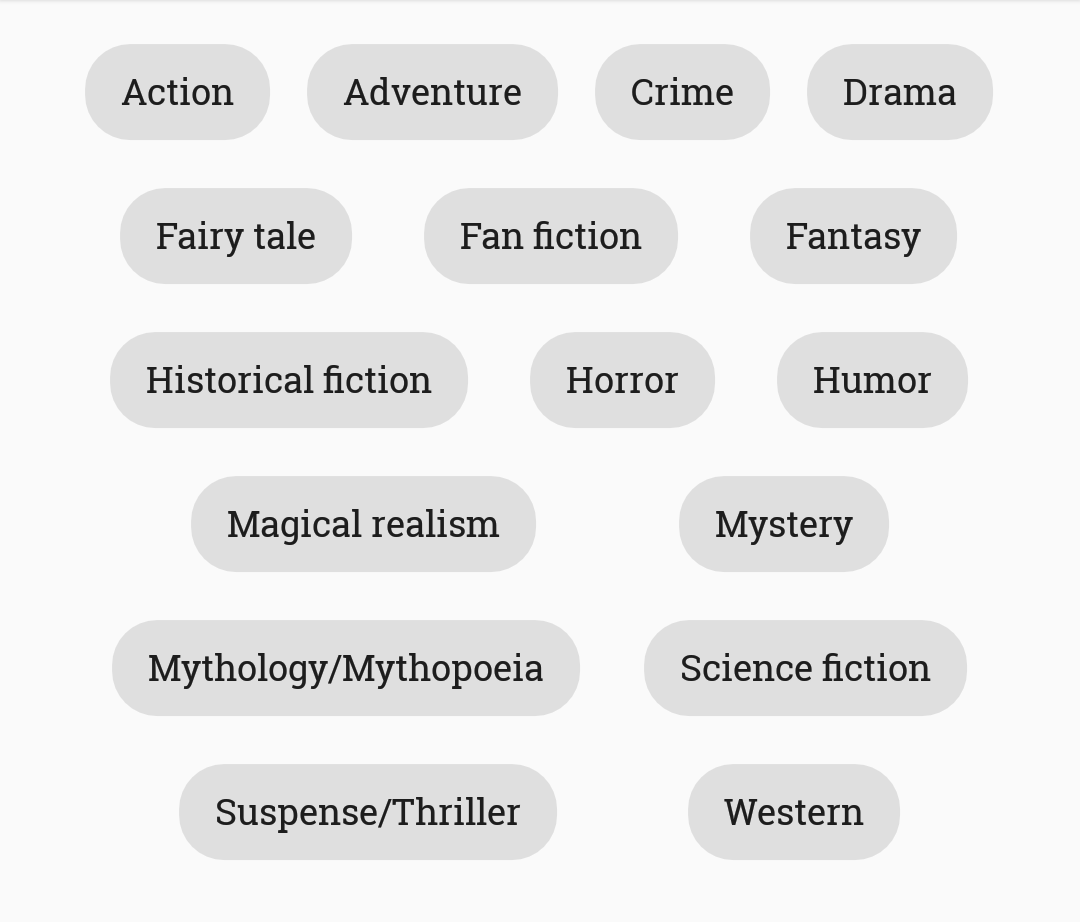 Action Adventure Crime Drama
Fairy tale Fan fiction Fantasy
Historical fiction Horror Humor
Magical realism Mystery
Mythology/Mythopoeia Science fiction
Suspense/Thriller Western